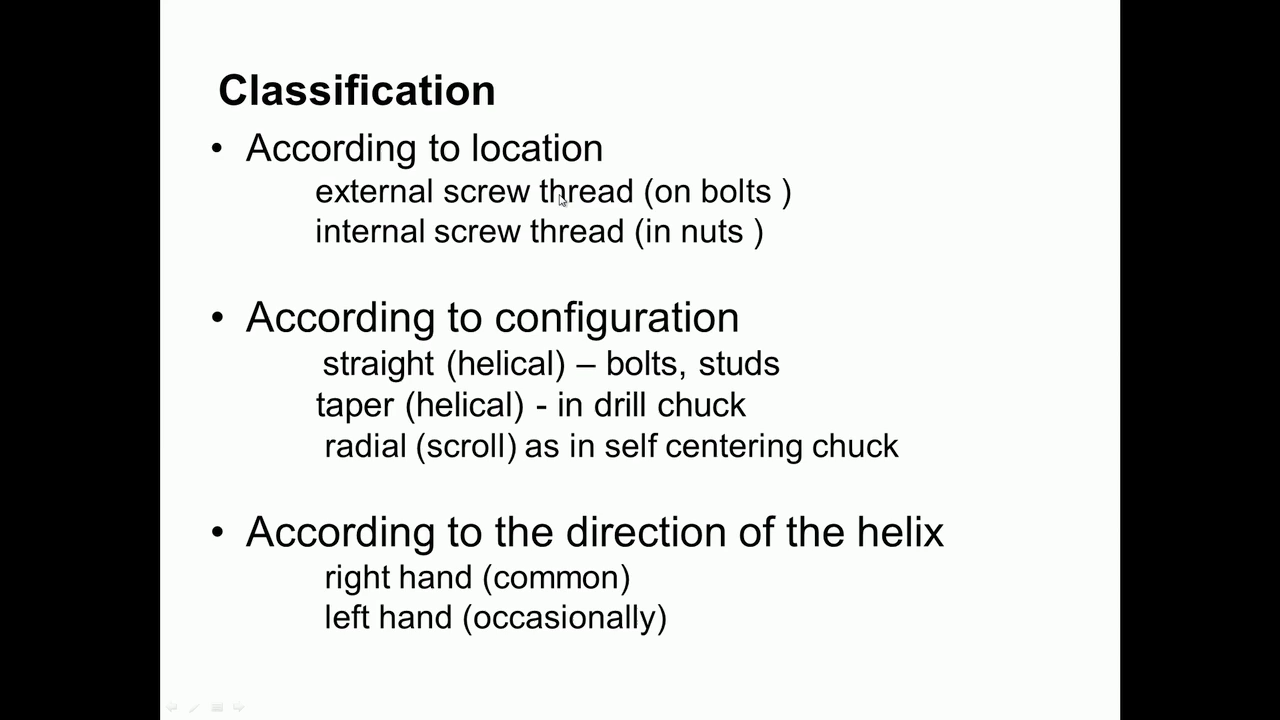 Classification
• According to location
external screw thread (on bolts )
internal screw thread (in nuts )
• According to configuration
straight (helical) – bolts, studs
taper (helical) - in drill chuck
radial (scroll) as in self centering chuck
• According to the direction of the helix
right hand (common)
left hand (occasionally)